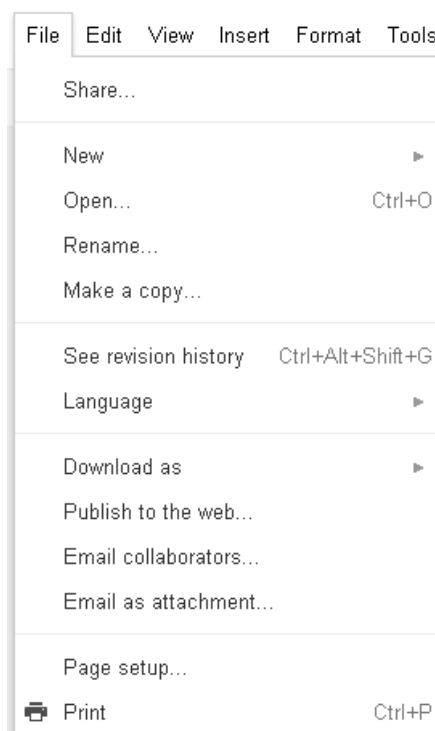 File Edit View Insert Format Tools
Share...
New
Open... Ctrl+O
Rename...
Make a copy...
See revision history Ctrl+Alt+Shift+G
Language
Download as
Publish to the web...
Email collaborators...
Email as attachment...
Page setup...
Print Ctrl+P